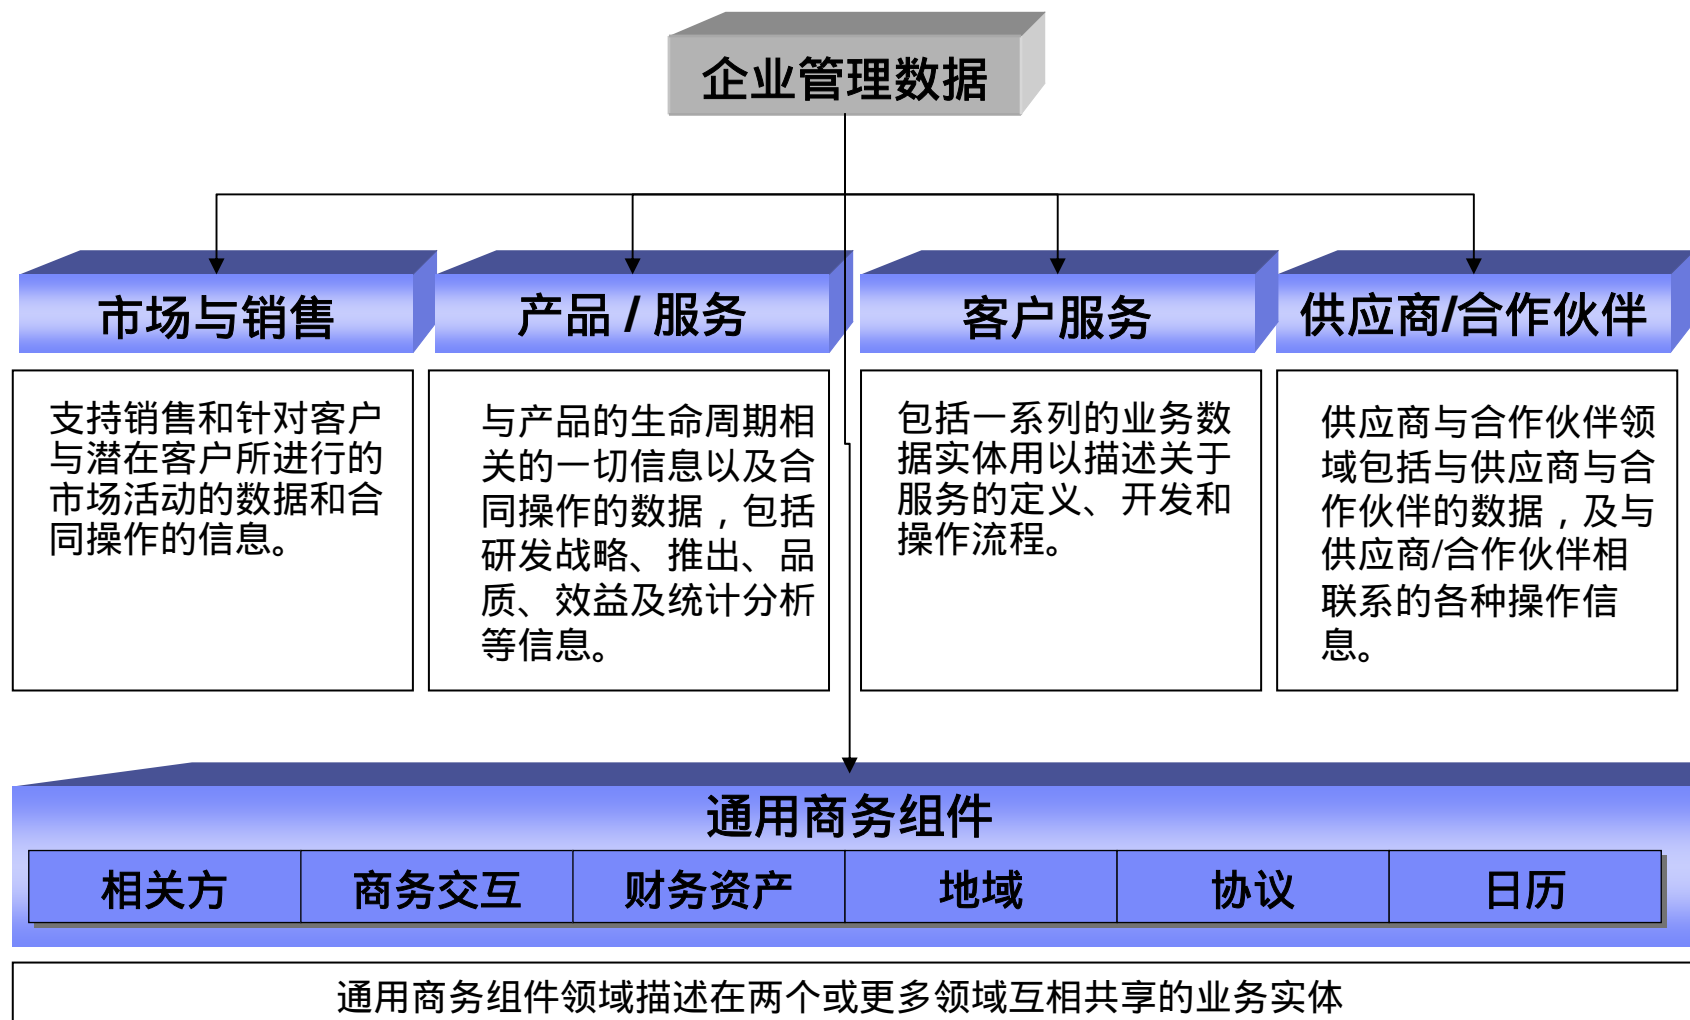 企业管理数据
市场与销售
产品 / 服务
客户服务
供应商/合作伙伴
支持销售和针对客户
与潜在客户所进行的
市场活动的数据和合
同操作的信息。
与产品的生命周期相
关的一切信息以及合
同操作的数据，包括
研发战略、推出、品
质、效益及统计分析
等信息。
包括一系列的业务数
据实体用以描述关于
服务的定义、开发和
操作流程。
供应商与合作伙伴领
域包括与供应商与合
作伙伴的数据，及与
供应商/合作伙伴相
联系的各种操作信
息。
通用商务组件
相关方
商务交互
财务资产
地域
协议
日历
通用商务组件领域描述在两个或更多领域互相共享的业务实体